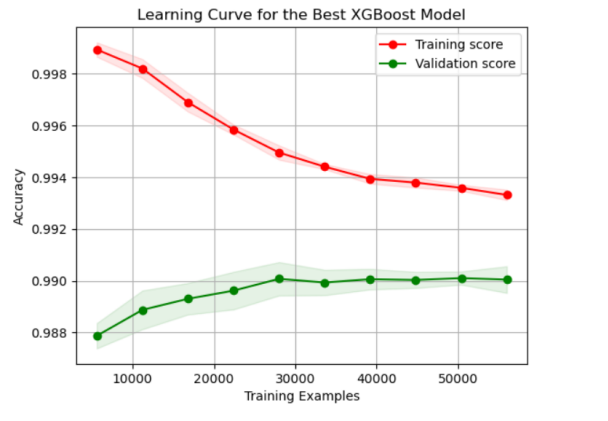 Learning Curve for the Best XGBoost Model
Training score
Validation score
0.998
0.996
0.994
0.992
0.990
0.988
Accuracy
10000 20000 30000 40000 50000
Training Examples